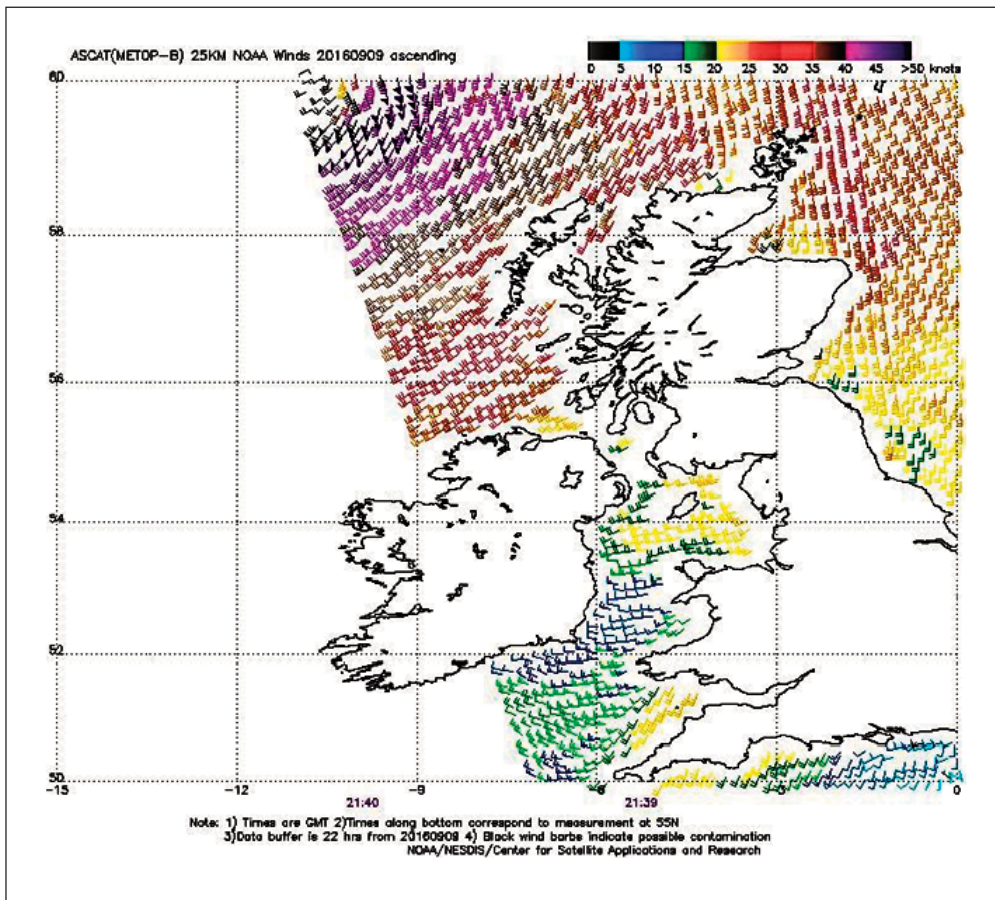 ASCAT(METOP-B) 25KM NOAA Winds 20160909 ascending
0 5 10 15 20 25 30 35 40 45 >50 knots
60
58
56
54
52
50
-15 -12 -9 -6 -3 0
21:40 21:39
Note: 1) Times are GMT 2)Times along bottom correspond to measurement at 55N
3)Data buffer is 22 hrs from 20160909 4) Black wind barbs indicate possible contamination
NOAA/NESDIS/Center for Satellite Applications and Research